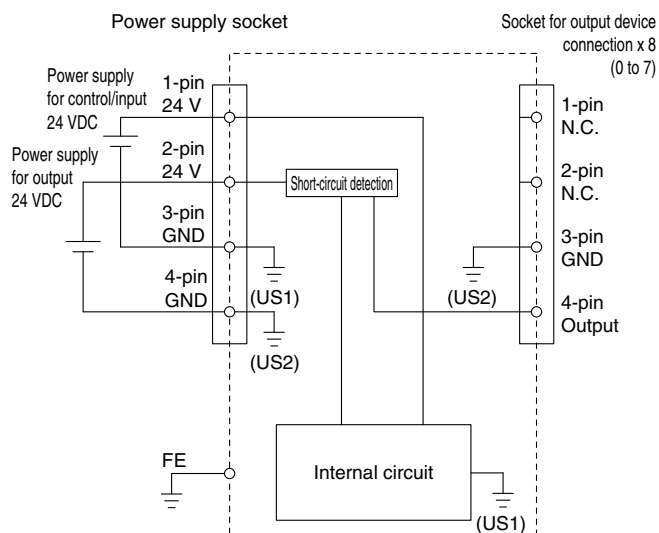 Power supply socket
Socket for output device
connection x 8
(0 to 7)
Power supply
for control/input
24 VDC
1-pin
24 V
Power supply
for output
24 VDC
2-pin
24 V
3-pin
GND
4-pin
GND
(US1)
(US2)
Short-circuit detection
1-pin
N.C.
2-pin
N.C.
3-pin
GND
(US2)
4-pin
Output
FE
Internal circuit
(US1)